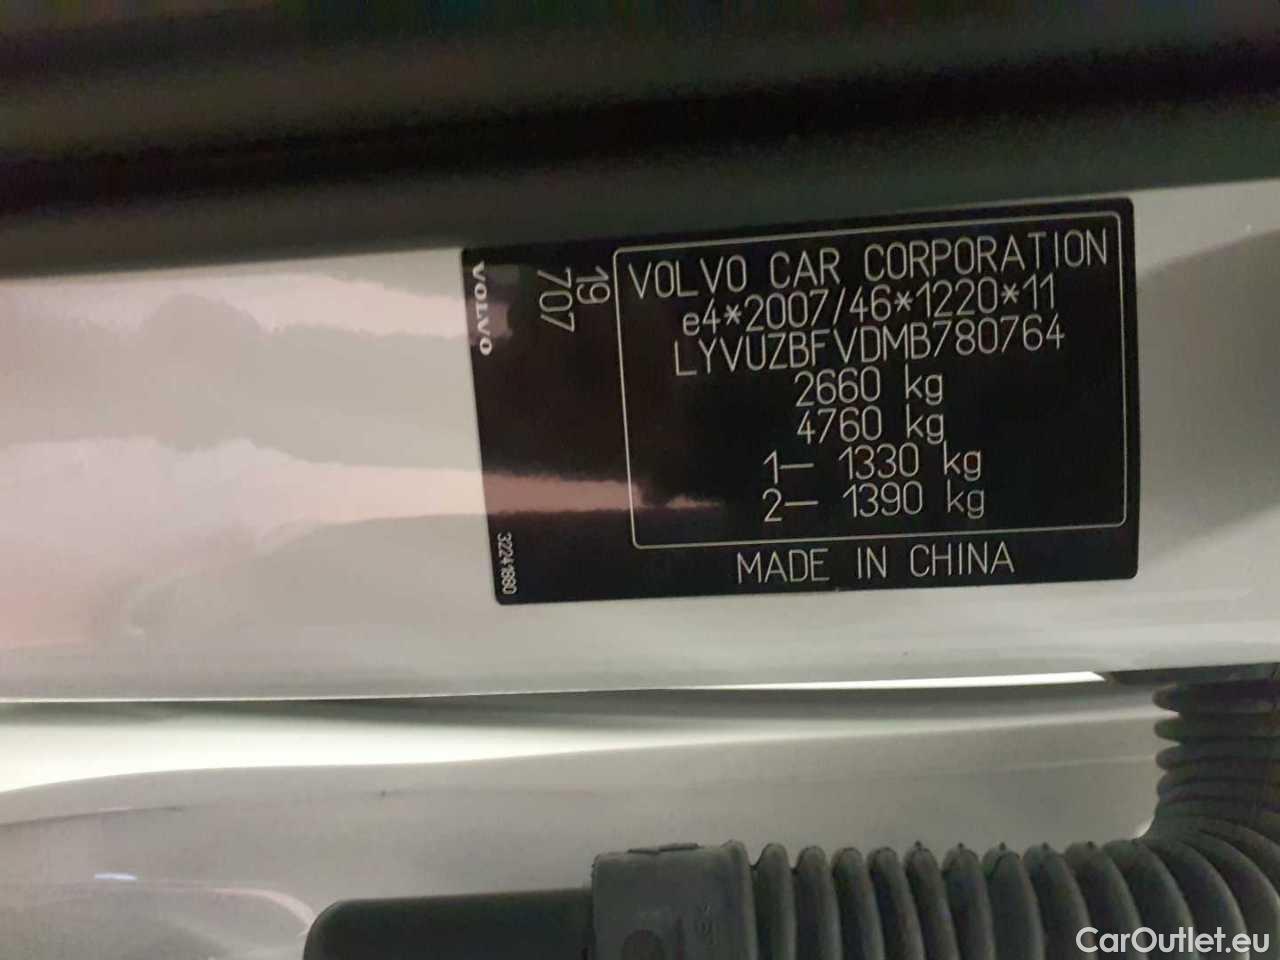 VOLVO
19
707
VOLVO CAR CORPORATION
e4*2007/46*1220*11
LYVUZBFVDMB780764
2660 kg
4760 kg
1— 1330 kg
2— 1390 kg
32241880
MADE IN CHINA
CarOutlet.eu